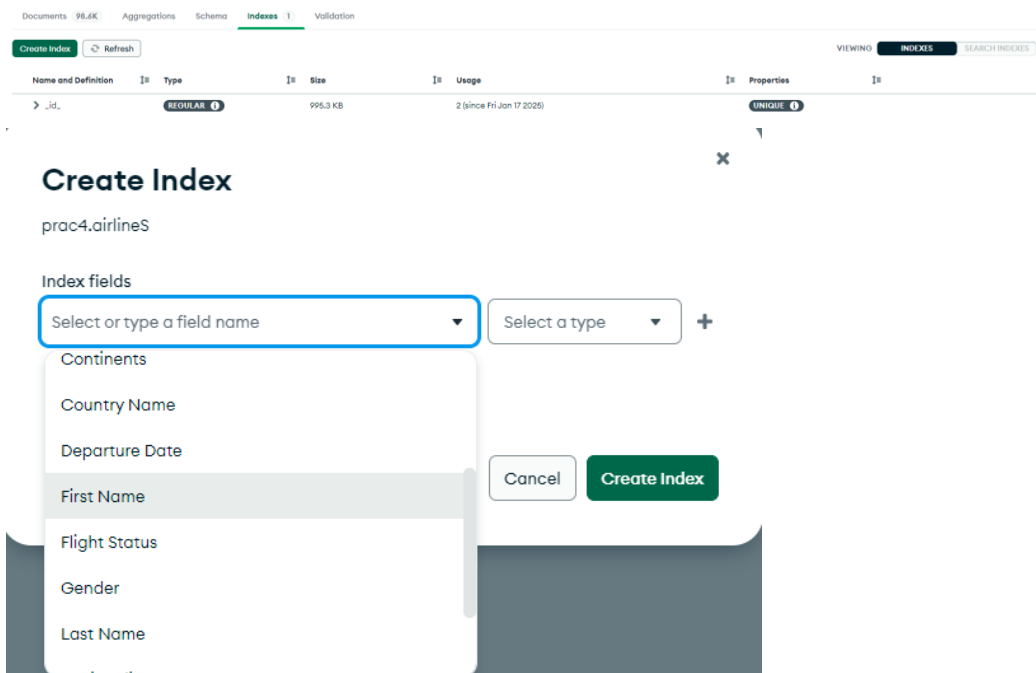 Documents 98.6K Aggregations Schema Indexes 1 Validation
Create Index Refresh VIEWING INDEXES SEARCH INDEXES
Name and Definition Type Size Usage Properties
_id_ REGULAR 995.3 KB 2 (since Fri Jan 17 2025) UNIQUE
Create Index
prac4.airlineS
Index fields
Select or type a field name Select a type
Continents
Country Name
Departure Date
First Name
Cancel Create Index
Flight Status
Gender
Last Name